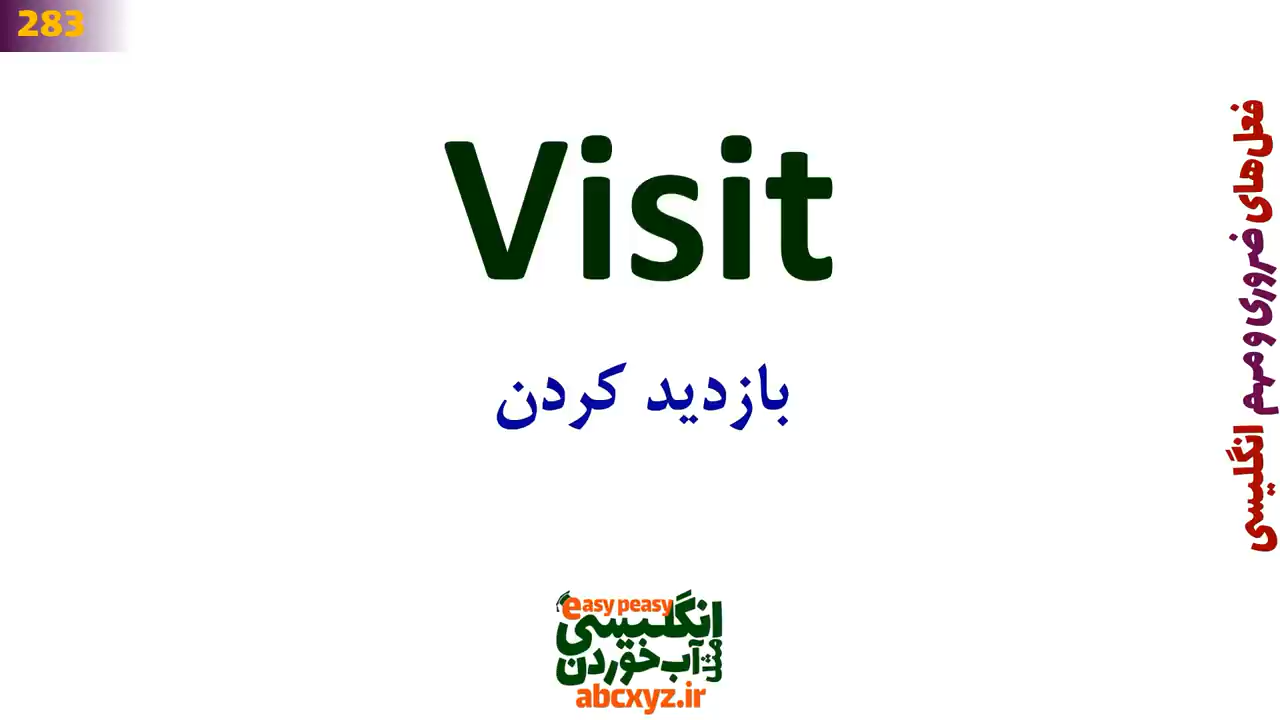 283
Visit
بازدید کردن
فعل‌های ضروری و مهم انگلیسی
easy peasy
انگلیسی
مثل آب خوردن
abcxyz.ir